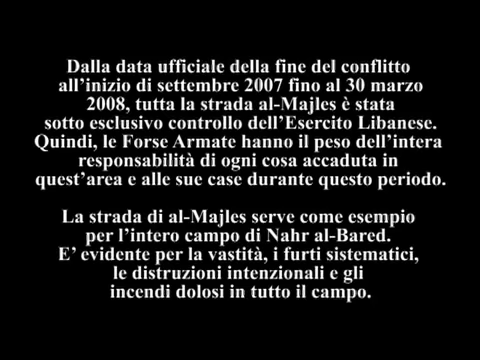 Dalla data ufficiale della fine del conflitto
all'inizio di settembre 2007 fino al 30 marzo
2008, tutta la strada al-Majles è stata
sotto esclusivo controllo dell'Esercito Libanese.
Quindi, le Forse Armate hanno il peso dell'intera
responsabilità di ogni cosa accaduta in
quest'area e alle sue case durante questo periodo.

La strada di al-Majles serve come esempio
per l'intero campo di Nahr al-Bared.
E' evidente per la vastità, i furti sistematici,
le distruzioni intenzionali e gli
incendi dolosi in tutto il campo.